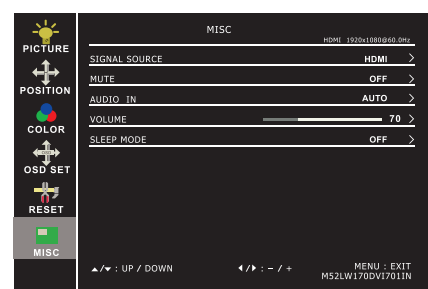 MISC
HDMI 1920x1080@60.0Hz
PICTURE
POSITION
COLOR
OSD
OSD SET
RESET
MISC
SIGNAL SOURCE HDMI >
MUTE OFF >
AUDIO IN AUTO >
VOLUME 70 >
SLEEP MODE OFF >
▲/▼ : UP / DOWN ◀/▶ : - / + MENU : EXIT
M52LW170DVI701IN